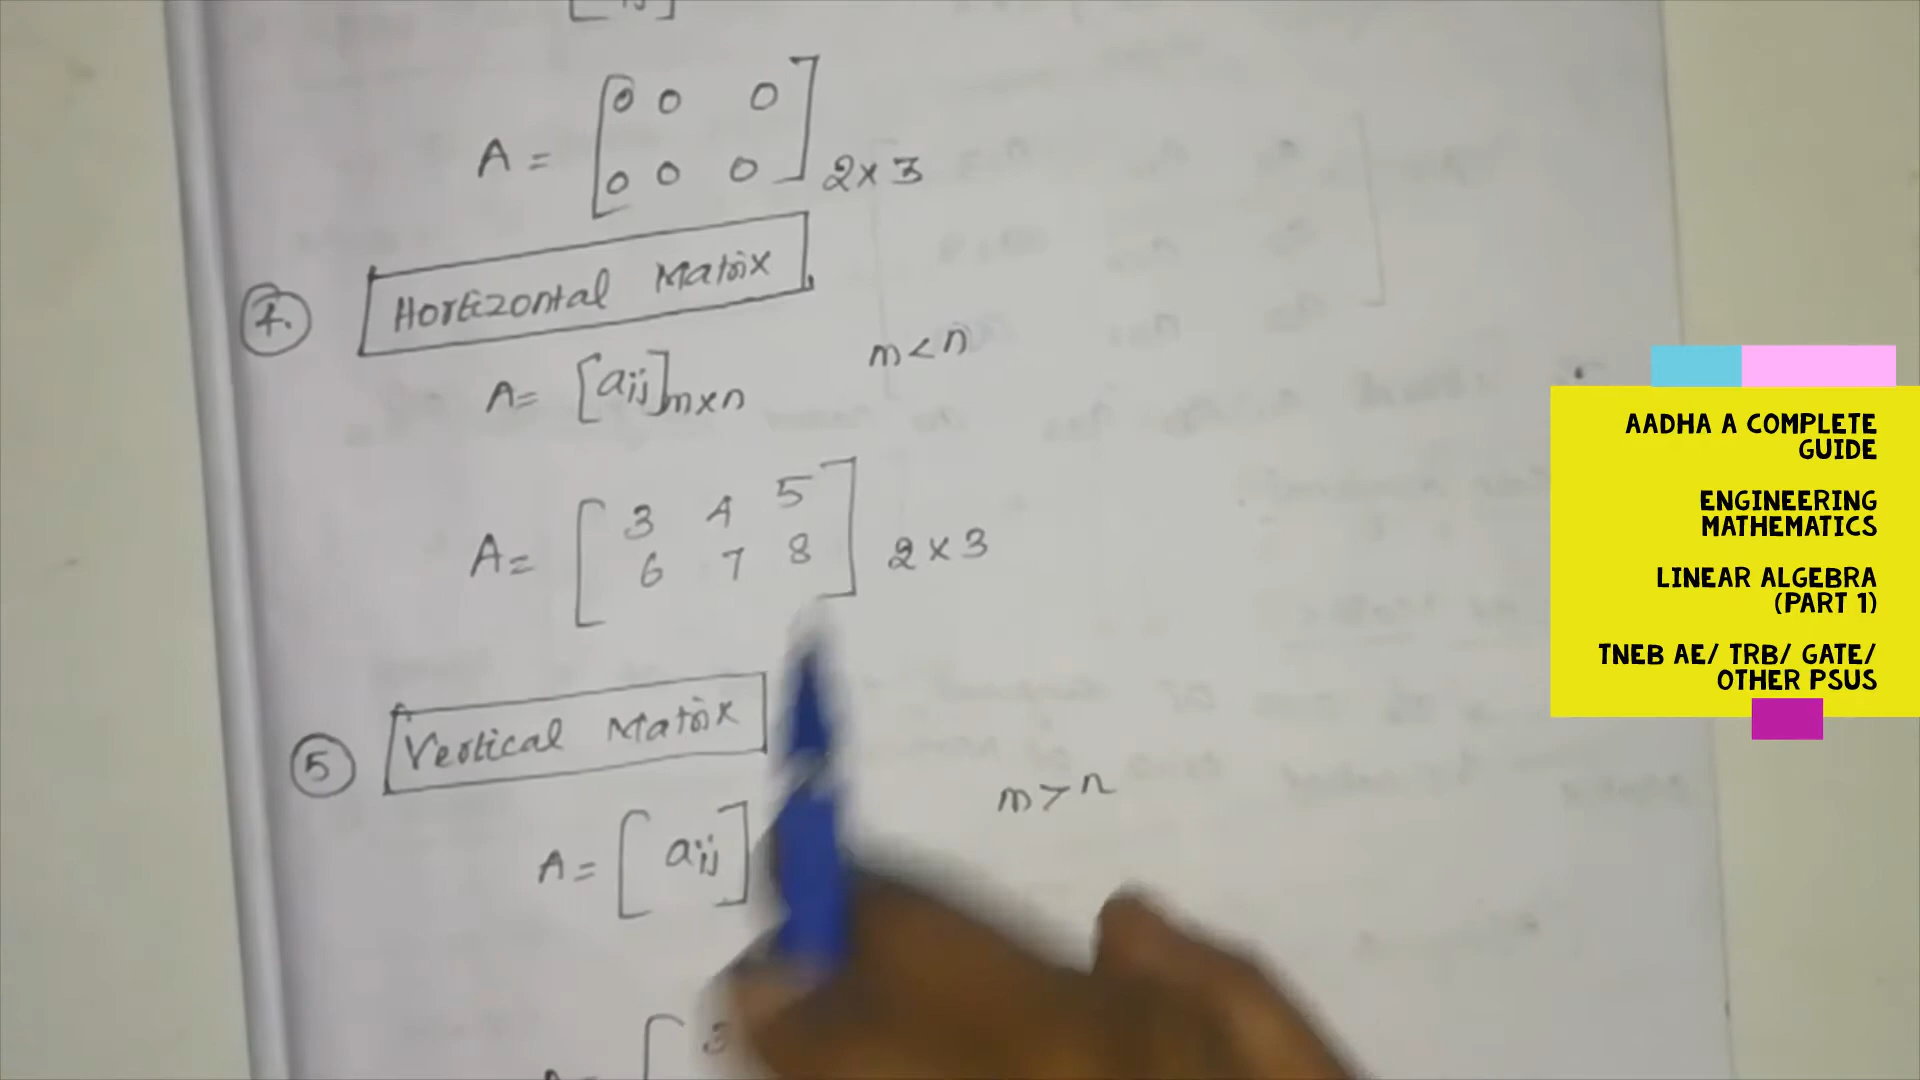 A = [0 0 0
0 0 0] 2×3
4. Horizontal Matrix
A = [aij]m×n m<n
A = [3 4 5
6 7 8] 2×3
5 Vertical Matrix
A = [aij] m>n
3
AADHA A COMPLETE
GUIDE
ENGINEERING
MATHEMATICS
LINEAR ALGEBRA
(PART 1)
TNEB AE/ TRB/ GATE/
OTHER PSUS